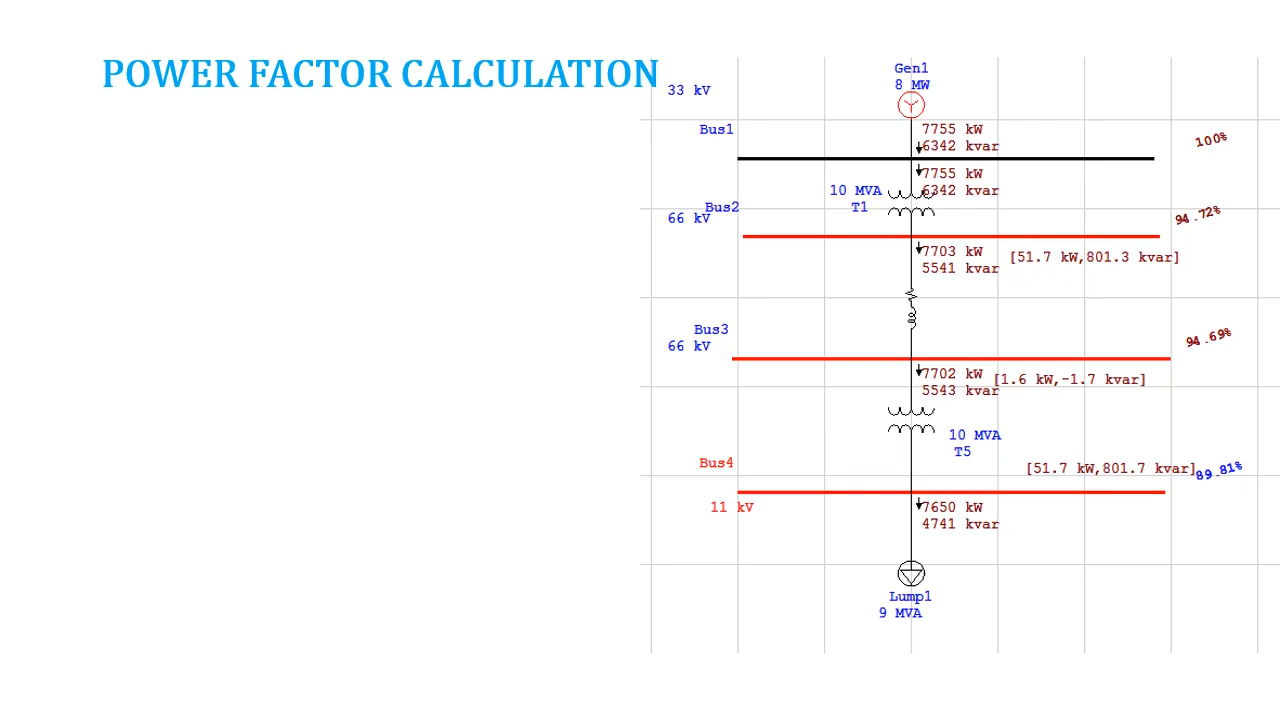 POWER FACTOR CALCULATION
Gen1
8 MW
33 kV
Bus1
7755 kW
6342 kvar
100%
7755 kW
6342 kvar
10 MVA
T1
Bus2
66 kV
94.72%
7703 kW
5541 kvar
[51.7 kW,801.3 kvar]
Bus3
66 kV
94.69%
7702 kW
5543 kvar
[1.6 kW,-1.7 kvar]
10 MVA
T5
Bus4
[51.7 kW,801.7 kvar]
89.81%
11 kV
7650 kW
4741 kvar
Lump1
9 MVA